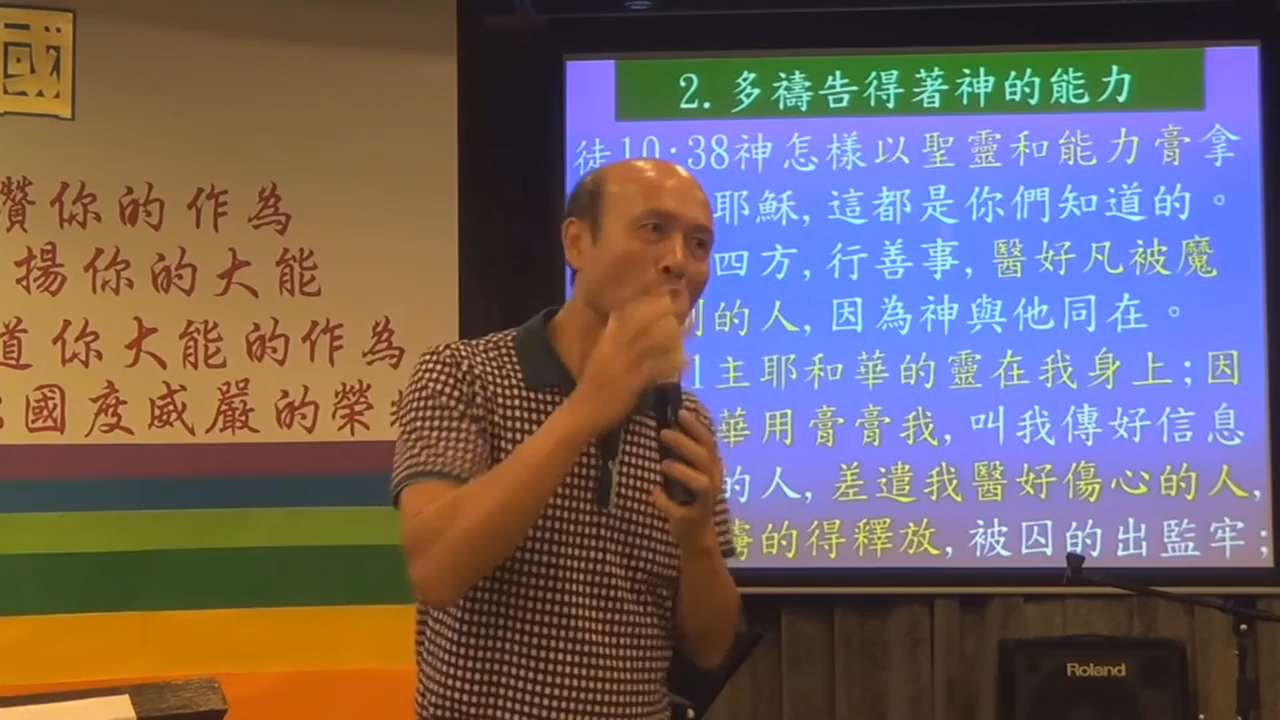 國
讚你的作為
揚你的大能
道你大能的作為
國度威嚴的榮
2.多禱告得著神的能力
徒10:38神怎樣以聖靈和能力膏拿
耶穌,這都是你們知道的。
四方,行善事,醫好凡被魔
制的人,因為神與他同在。
1主耶和華的靈在我身上;因
華用膏膏我,叫我傳好信息
的人,差遣我醫好傷心的人,
的得釋放,被囚的出監牢;
Roland